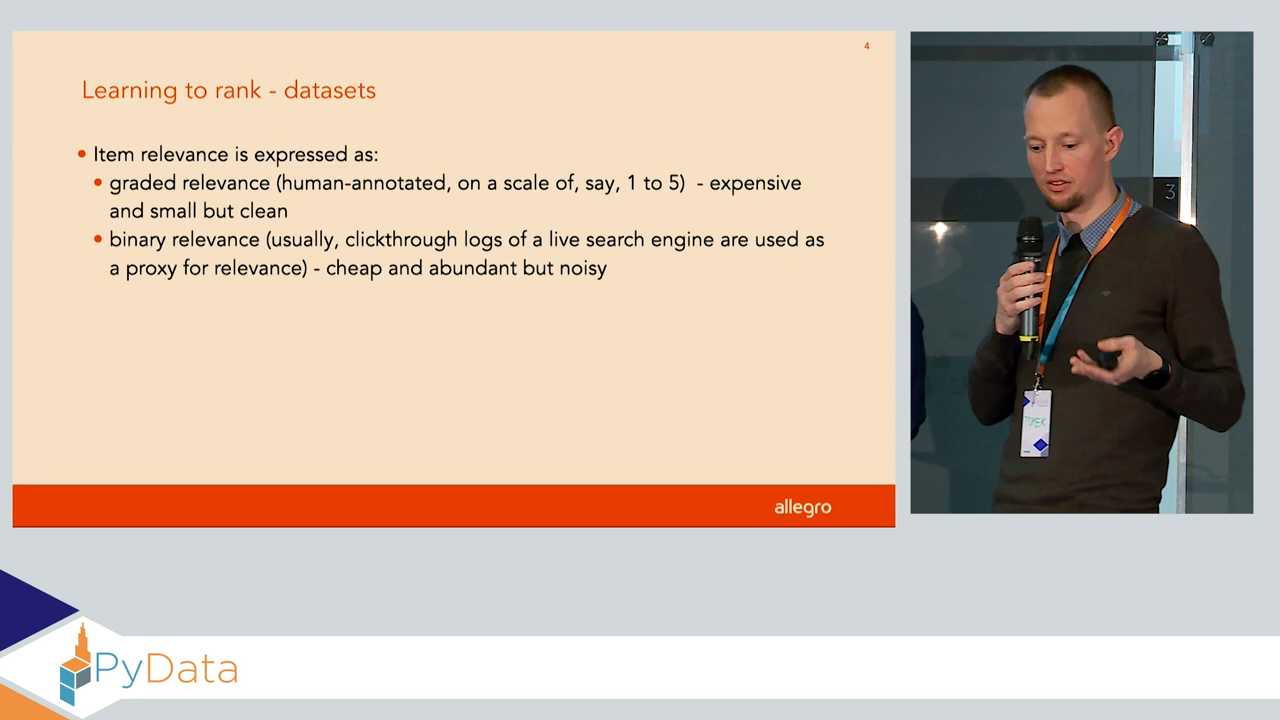 4
Learning to rank - datasets
• Item relevance is expressed as:
• graded relevance (human-annotated, on a scale of, say, 1 to 5)  - expensive
and small but clean
• binary relevance (usually, clickthrough logs of a live search engine are used as
a proxy for relevance) - cheap and abundant but noisy
allegro
3
PyData